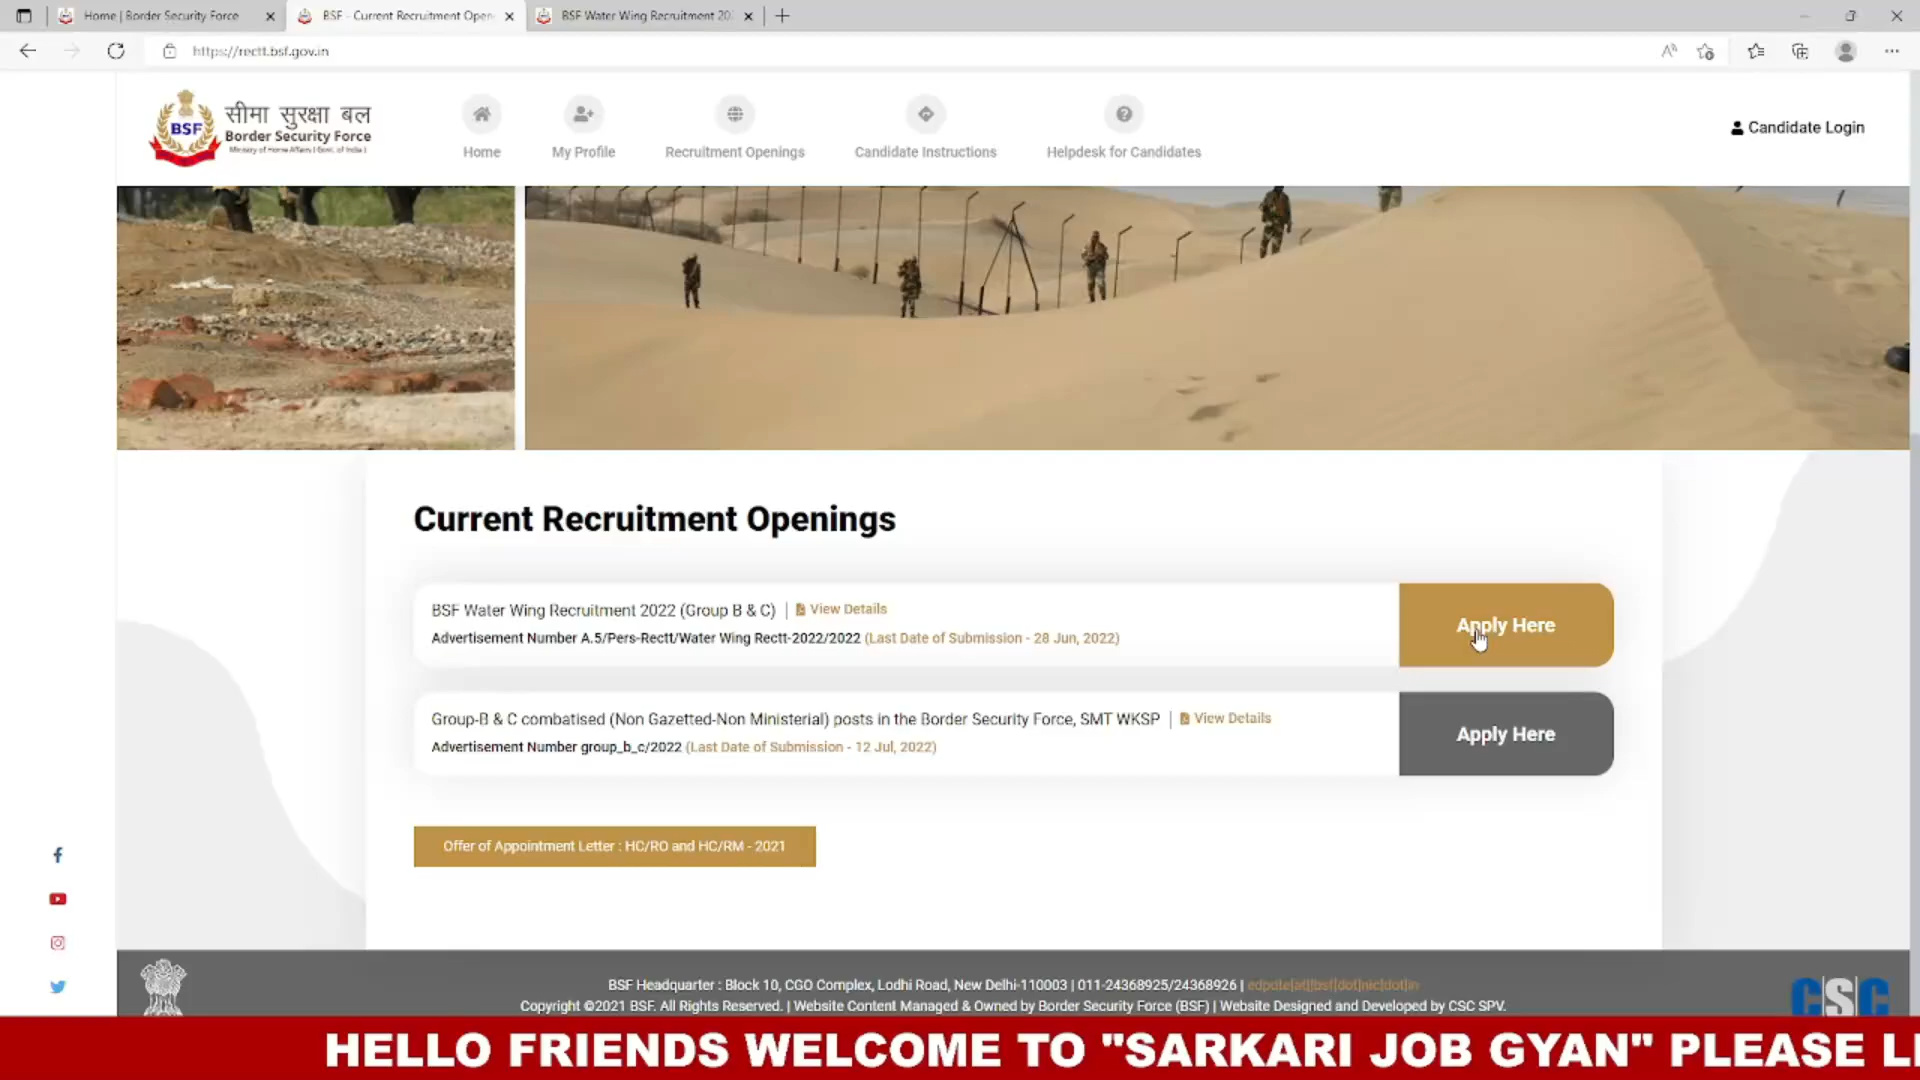 Home | Border Security Force
BSF - Current Recruitment Open
BSF Water Wing Recruitment 20
https://rectt.bsf.gov.in
सीमा सुरक्षा बल
Border Security Force
Ministry of Home Affairs | Govt. of India |
BSF
Home
My Profile
Recruitment Openings
Candidate Instructions
Helpdesk for Candidates
Candidate Login
Current Recruitment Openings
BSF Water Wing Recruitment 2022 (Group B & C) | View Details
Advertisement Number A.5/Pers-Rectt/Water Wing Rectt-2022/2022 (Last Date of Submission - 28 Jun, 2022)
Apply Here
Group-B & C combatised (Non Gazetted-Non Ministerial) posts in the Border Security Force, SMT WKSP | View Details
Advertisement Number group_b_c/2022 (Last Date of Submission - 12 Jul, 2022)
Apply Here
Offer of Appointment Letter : HC/RO and HC/RM - 2021
BSF Headquarter : Block 10, CGO Complex, Lodhi Road, New Delhi-110003 | 011-24368925/24368926 | edpdte[at]bsf[dot]nic[dot]in
Copyright ©2021 BSF. All Rights Reserved. | Website Content Managed & Owned by Border Security Force (BSF) | Website Designed and Developed by CSC SPV.
CSC
HELLO FRIENDS WELCOME TO "SARKARI JOB GYAN" PLEASE LI